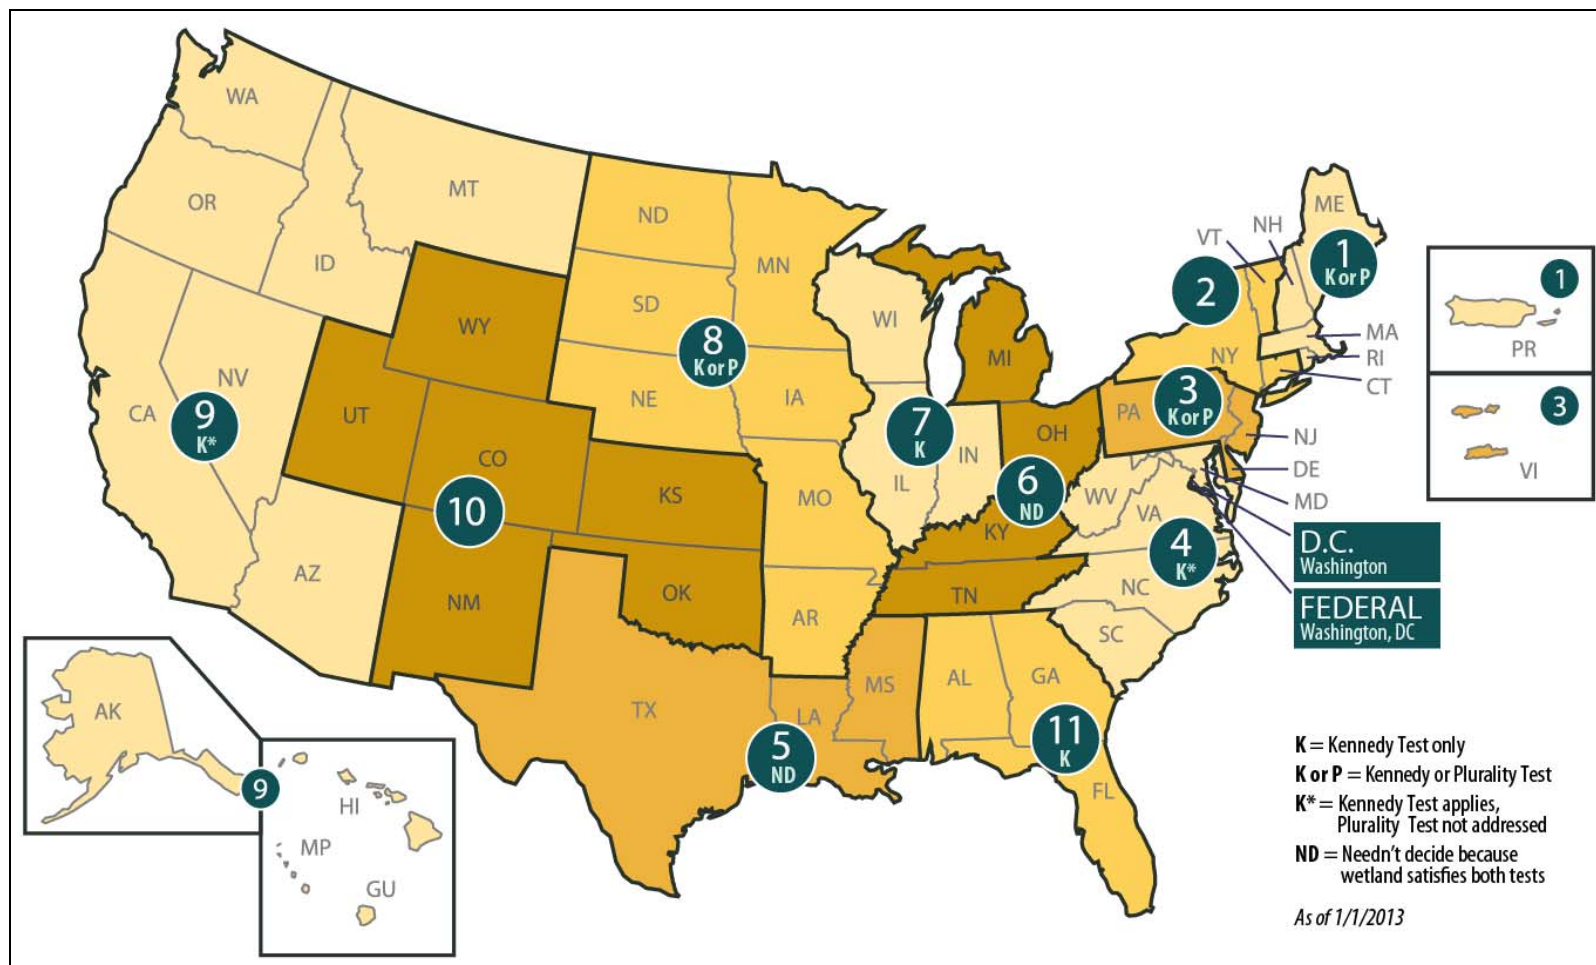 WA
OR
ID
MT
ND
MN
SD
WY
NV
CA
9
K*
UT
CO
10
AZ
NM
KS
OK
NE
8
K or P
IA
MO
AR
TX
LA
5
ND
MS
WI
MI
7
K
IL
IN
OH
6
ND
KY
TN
AL
GA
11
K
FL
SC
NC
4
K*
VA
WV
PA
3
K or P
NY
2
VT
NH
ME
1
K or P
MA
RI
CT
NJ
DE
MD
D.C.
Washington
FEDERAL
Washington, DC
1
PR
3
VI
AK
9
HI
MP
GU
K = Kennedy Test only
K or P = Kennedy or Plurality Test
K* = Kennedy Test applies,
Plurality Test not addressed
ND = Needn't decide because
wetland satisfies both tests
As of 1/1/2013